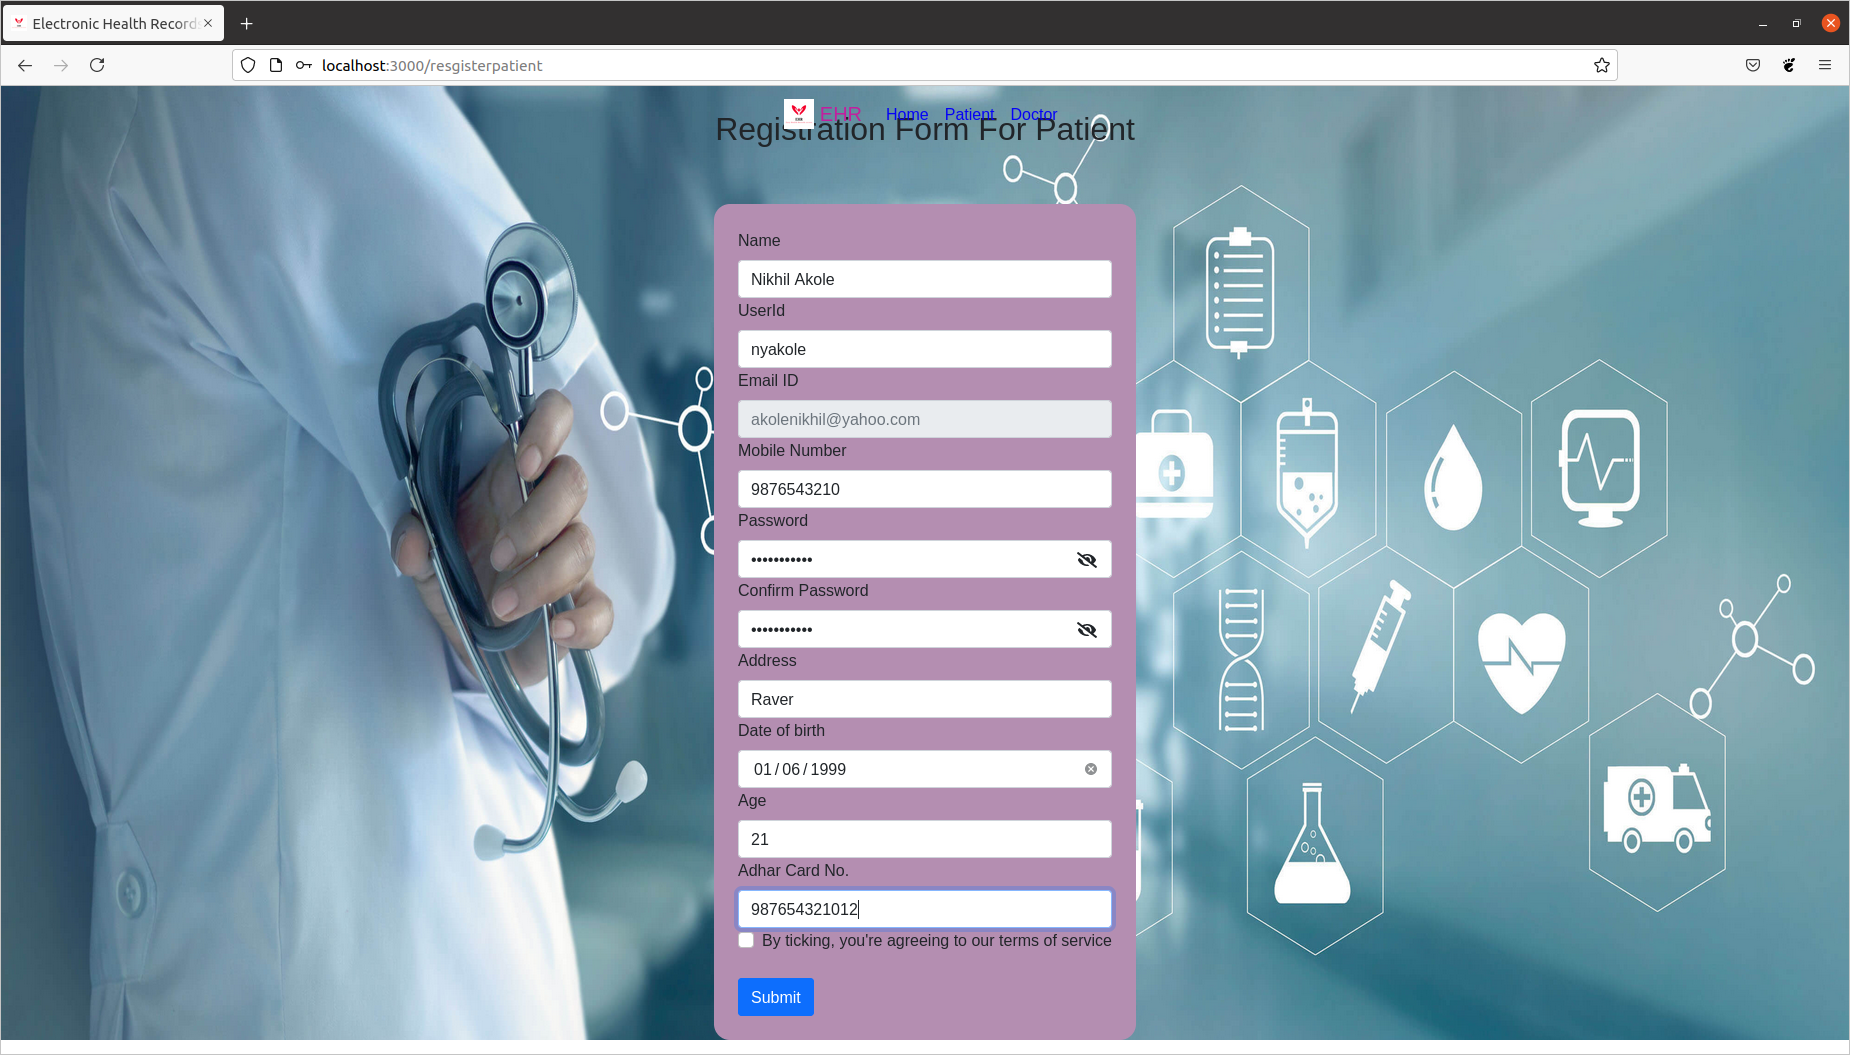 Electronic Health Records
localhost:3000/resgisterpatient
EHR Home Patient Doctor
Registration Form For Patient
Name
Nikhil Akole
UserId
nyakole
Email ID
akolenikhil@yahoo.com
Mobile Number
9876543210
Password
•••••••••••
Confirm Password
•••••••••••
Address
Raver
Date of birth
01/06/1999
Age
21
Adhar Card No.
987654321012
By ticking, you're agreeing to our terms of service
Submit